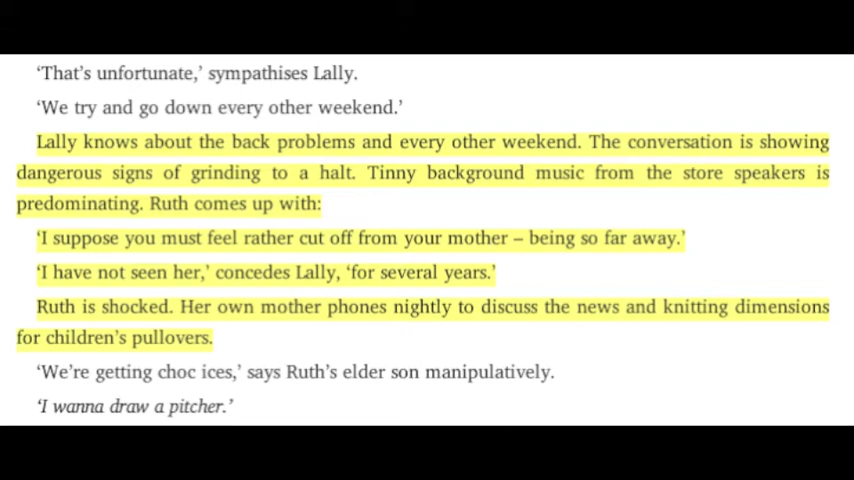 ‘That’s unfortunate,’ sympathises Lally.
‘We try and go down every other weekend.’
Lally knows about the back problems and every other weekend. The conversation is showing
dangerous signs of grinding to a halt. Tinny background music from the store speakers is
predominating. Ruth comes up with:
‘I suppose you must feel rather cut off from your mother – being so far away.’
‘I have not seen her,’ concedes Lally, ‘for several years.’
Ruth is shocked. Her own mother phones nightly to discuss the news and knitting dimensions
for children’s pullovers.
‘We’re getting choc ices,’ says Ruth’s elder son manipulatively.
‘I wanna draw a pitcher.’